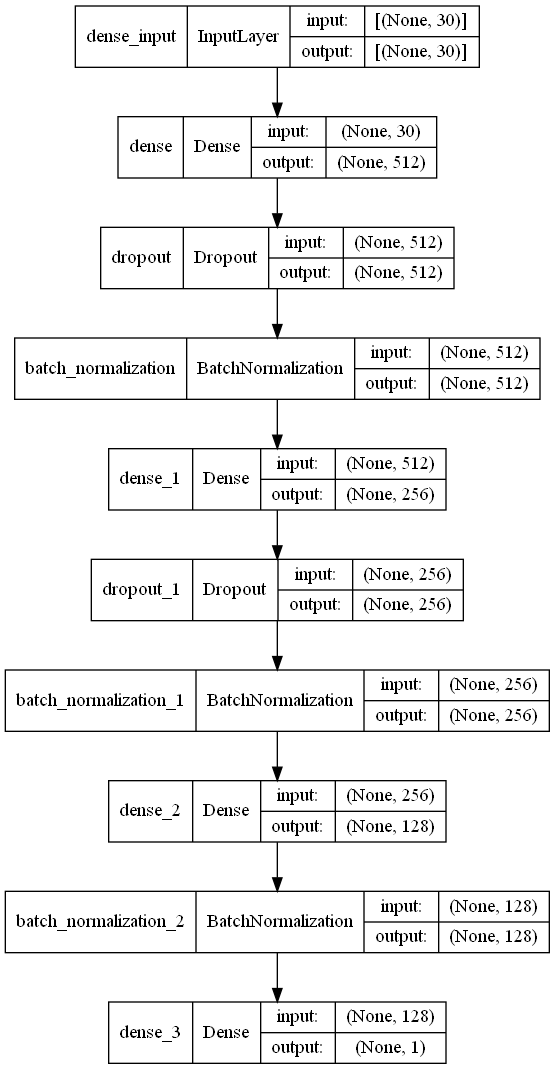 dense_input InputLayer input: [(None, 30)]
output: [(None, 30)]
dense Dense input: (None, 30)
output: (None, 512)
dropout Dropout input: (None, 512)
output: (None, 512)
batch_normalization BatchNormalization input: (None, 512)
output: (None, 512)
dense_1 Dense input: (None, 512)
output: (None, 256)
dropout_1 Dropout input: (None, 256)
output: (None, 256)
batch_normalization_1 BatchNormalization input: (None, 256)
output: (None, 256)
dense_2 Dense input: (None, 256)
output: (None, 128)
batch_normalization_2 BatchNormalization input: (None, 128)
output: (None, 128)
dense_3 Dense input: (None, 128)
output: (None, 1)